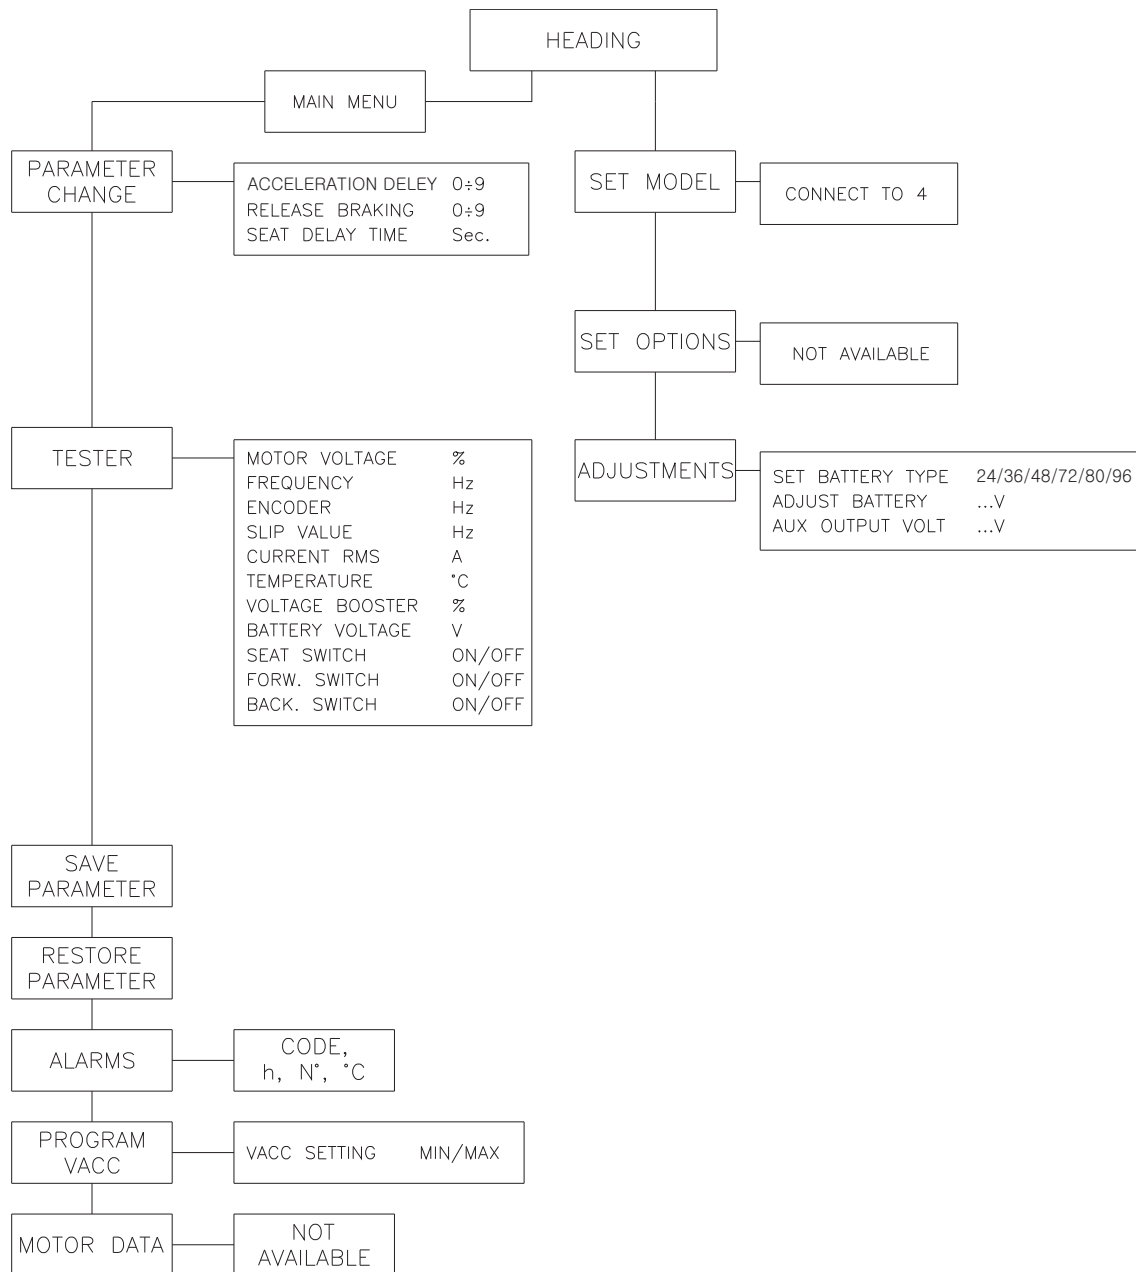 HEADING
MAIN MENU
PARAMETER
CHANGE
ACCELERATION DELEY 0÷9
RELEASE BRAKING 0÷9
SEAT DELAY TIME Sec.
SET MODEL
CONNECT TO 4
SET OPTIONS
NOT AVAILABLE
TESTER
MOTOR VOLTAGE %
FREQUENCY Hz
ENCODER Hz
SLIP VALUE Hz
CURRENT RMS A
TEMPERATURE °C
VOLTAGE BOOSTER %
BATTERY VOLTAGE V
SEAT SWITCH ON/OFF
FORW. SWITCH ON/OFF
BACK. SWITCH ON/OFF
ADJUSTMENTS
SET BATTERY TYPE 24/36/48/72/80/96
ADJUST BATTERY ...V
AUX OUTPUT VOLT ...V
SAVE
PARAMETER
RESTORE
PARAMETER
ALARMS
CODE,
h, N°, °C
PROGRAM
VACC
VACC SETTING MIN/MAX
MOTOR DATA
NOT
AVAILABLE